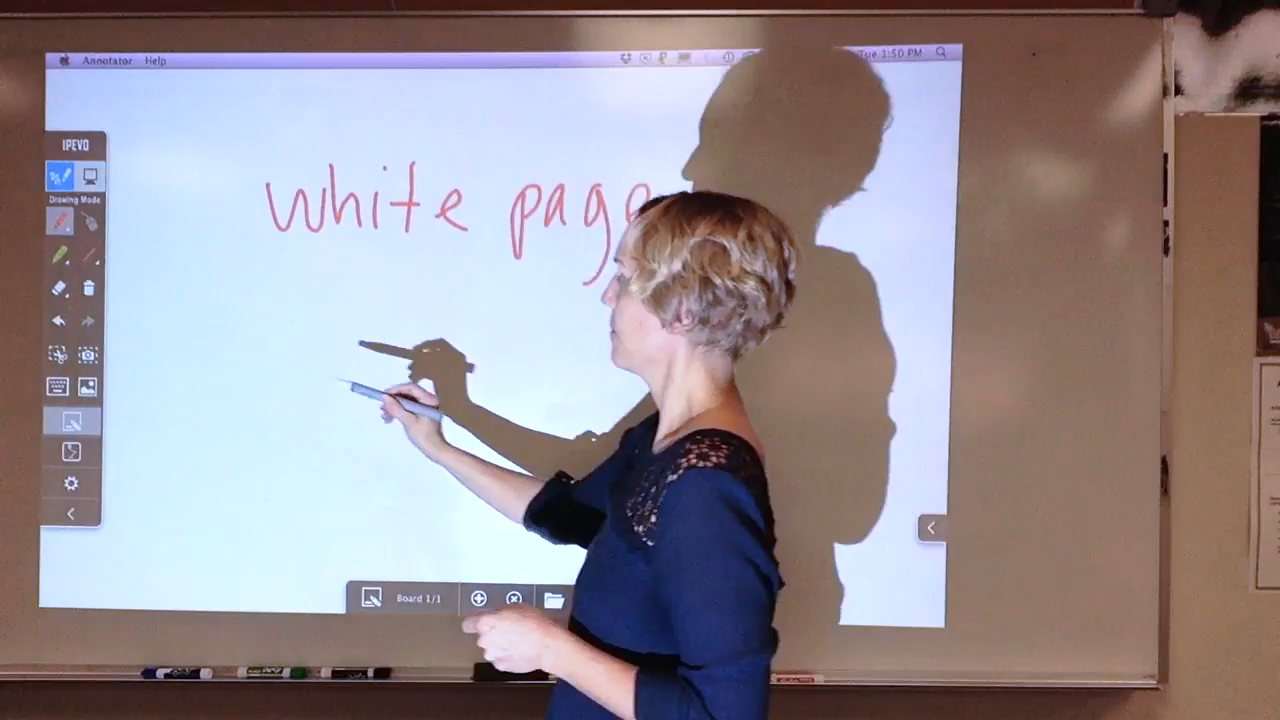 Annotator Help
Tue 1:50 PM
IPEVO
Drawing Mode
white page
Board 1/1